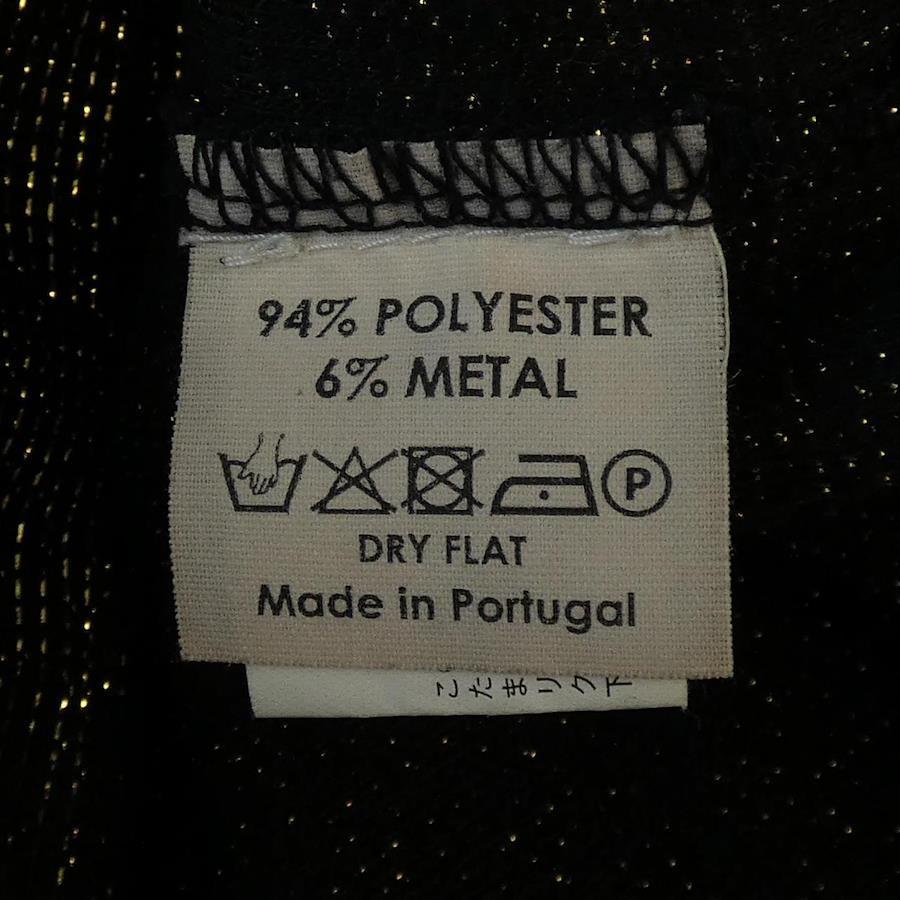 94% POLYESTER
6% METAL
P
DRY FLAT
Made in Portugal